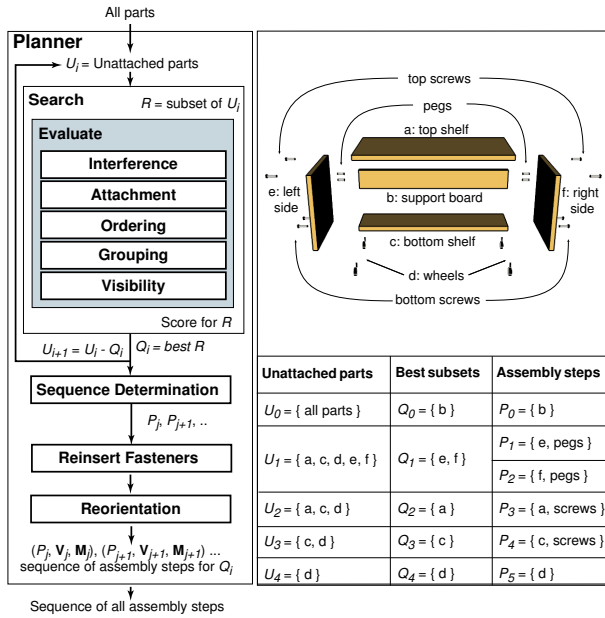 All parts
Planner
U_i = Unattached parts
Search
R = subset of U_i
Evaluate
Interference
Attachment
Ordering
Grouping
Visibility
Score for R
U_{i+1} = U_i - Q_i
Q_i = best R
Sequence Determination
P_j, P_{j+1}, ..
Reinsert Fasteners
Reorientation
(P_j, V_j, M_j), (P_{j+1}, V_{j+1}, M_{j+1}) ...
sequence of assembly steps for Q_i
Sequence of all assembly steps
top screws
pegs
a: top shelf
e: left
side
f: right
side
b: support board
c: bottom shelf
d: wheels
bottom screws
Unattached parts Best subsets Assembly steps
U_0 = { all parts } Q_0 = { b } P_0 = { b }
U_1 = { a, c, d, e, f } Q_1 = { e, f } P_1 = { e, pegs }
P_2 = { f, pegs }
U_2 = { a, c, d } Q_2 = { a } P_3 = { a, screws }
U_3 = { c, d } Q_3 = { c } P_4 = { c, screws }
U_4 = { d } Q_4 = { d } P_5 = { d }